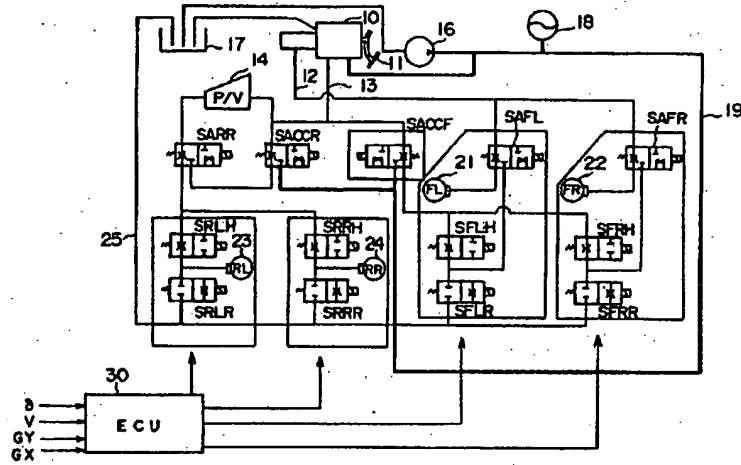 10
16
17
18
14
12
11
13
P/V
19
SARR
SACCR
SACCF
SAFL
SAFR
21
22
FL
FR
25
SRLH
23
SRRH
24
SFLH
SFRH
RL
RR
SRLR
SRRR
SFLR
SFRR
30
ECU
V
GY
GX